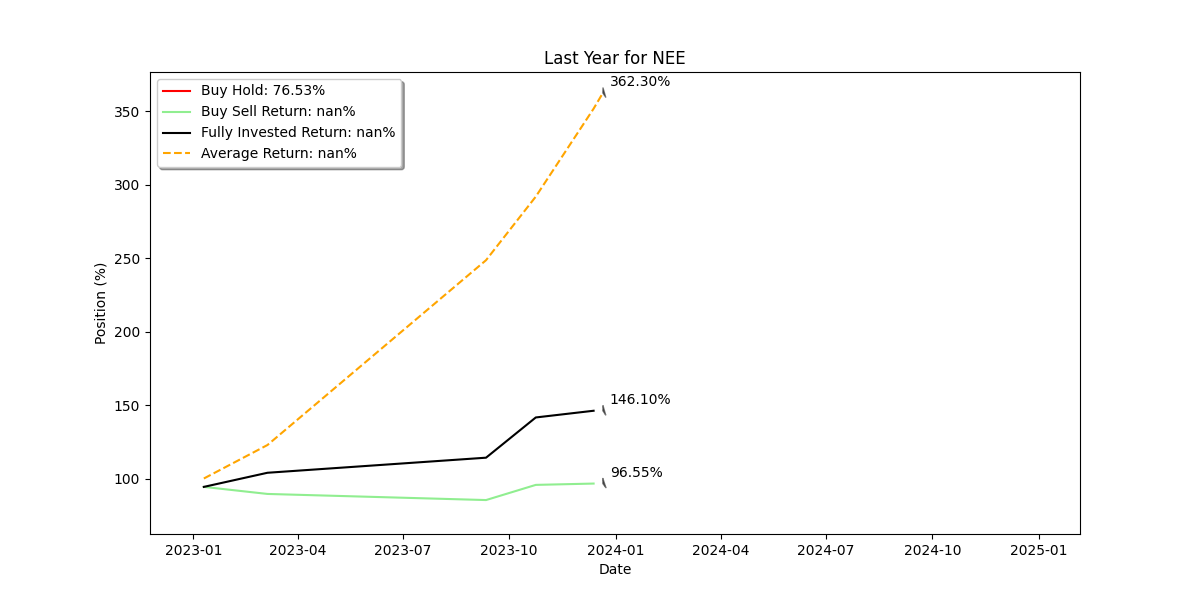 Last Year for NEE
362.30%
Buy Hold: 76.53%
Buy Sell Return: nan%
Fully Invested Return: nan%
Average Return: nan%
350
300
250
200
150
100
Position (%)
146.10%
96.55%
2023-01
2023-04
2023-07
2023-10
2024-01
2024-04
2024-07
2024-10
2025-01
Date